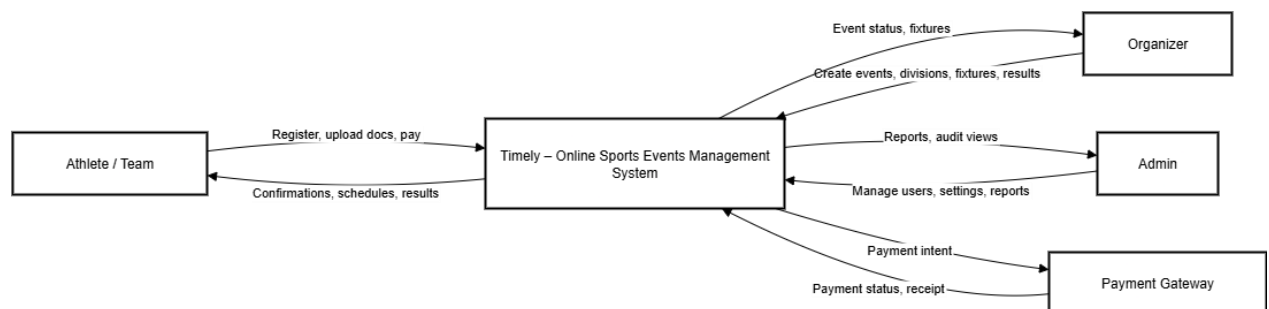 Event status, fixtures
Organizer
Create events, divisions, fixtures, results
Register, upload docs, pay
Athlete / Team
Confirmations, schedules, results
Timely – Online Sports Events Management
System
Reports, audit views
Admin
Manage users, settings, reports
Payment intent
Payment Gateway
Payment status, receipt